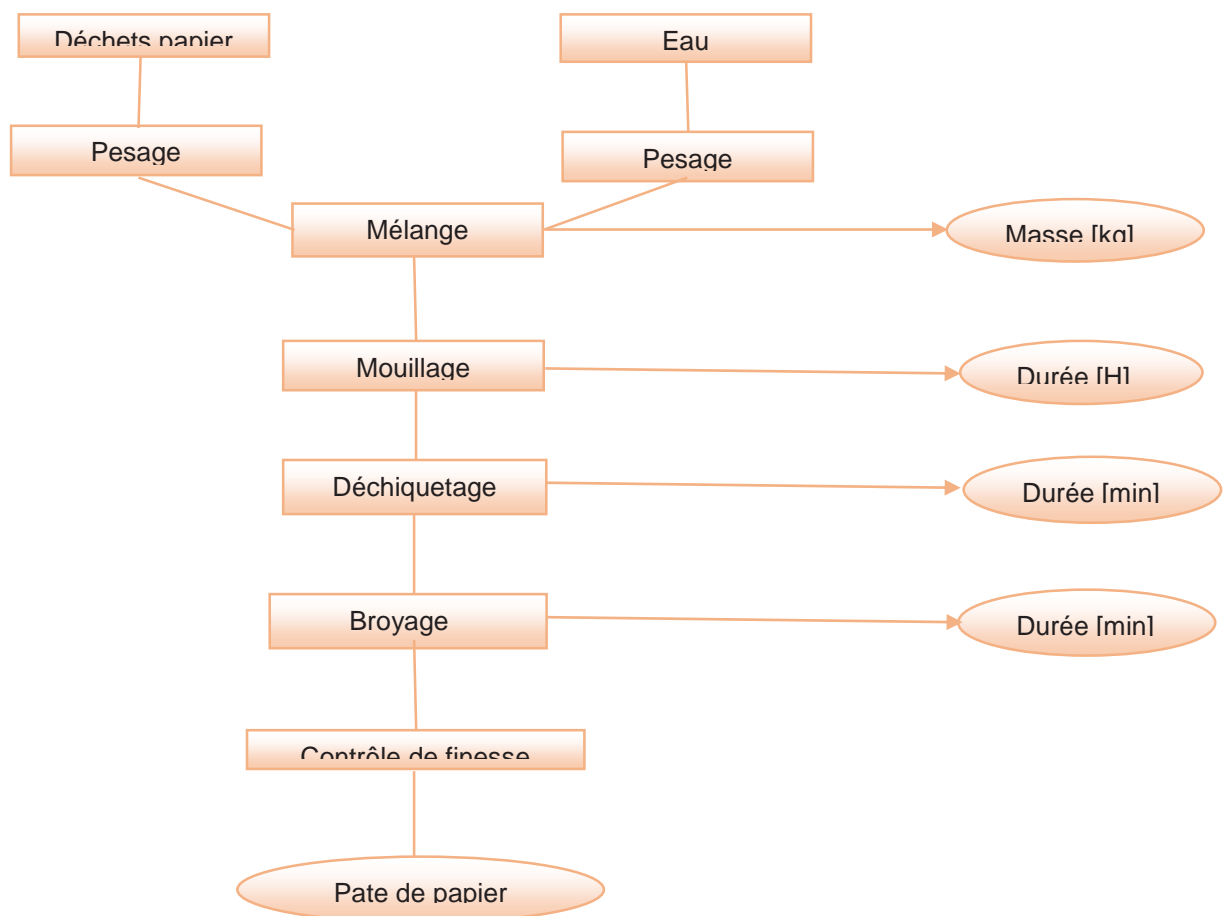 Déchets papier
Eau
Pesage
Pesage
Mélange
Masse [kg]
Mouillage
Durée [H]
Déchiquetage
Durée [min]
Broyage
Durée [min]
Contrôle de finesse
Pate de papier